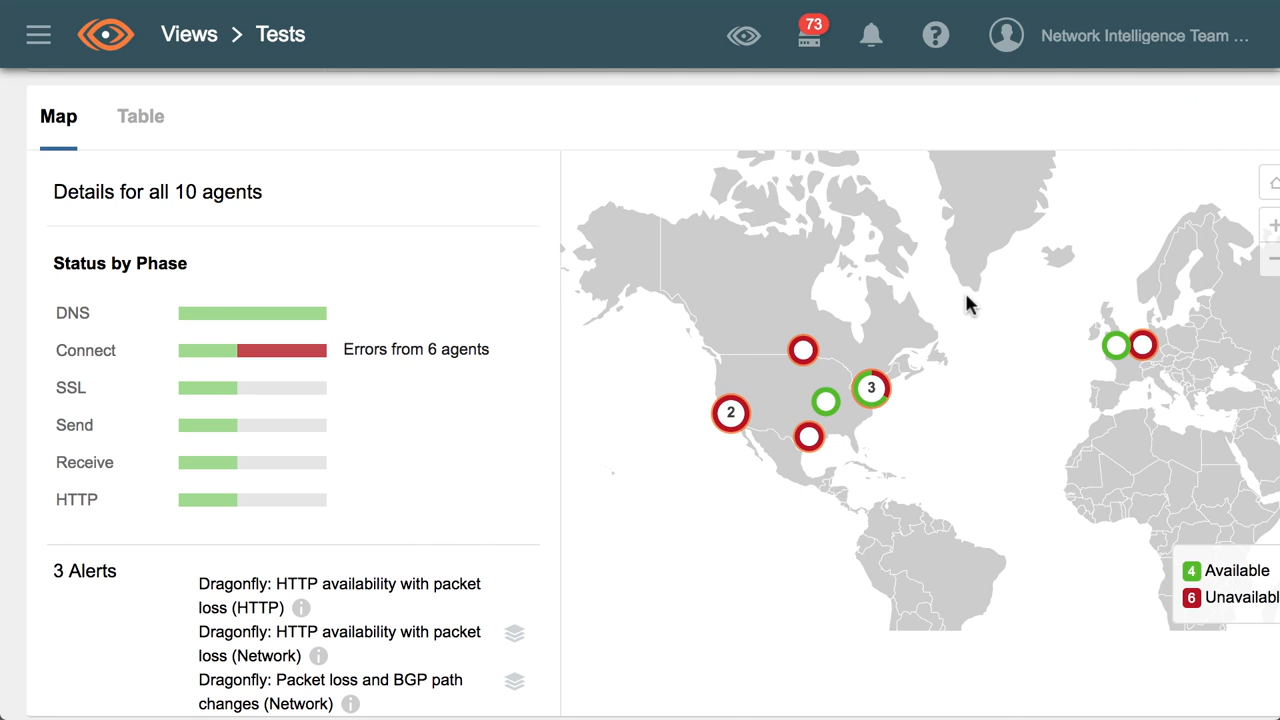 Views > Tests
73
Network Intelligence Team ...
Map
Table
Details for all 10 agents
Status by Phase
DNS
Connect
Errors from 6 agents
SSL
Send
Receive
HTTP
3 Alerts
Dragonfly: HTTP availability with packet
loss (HTTP)
Dragonfly: HTTP availability with packet
loss (Network)
Dragonfly: Packet loss and BGP path
changes (Network)
2
3
4 Available
6 Unavailabl